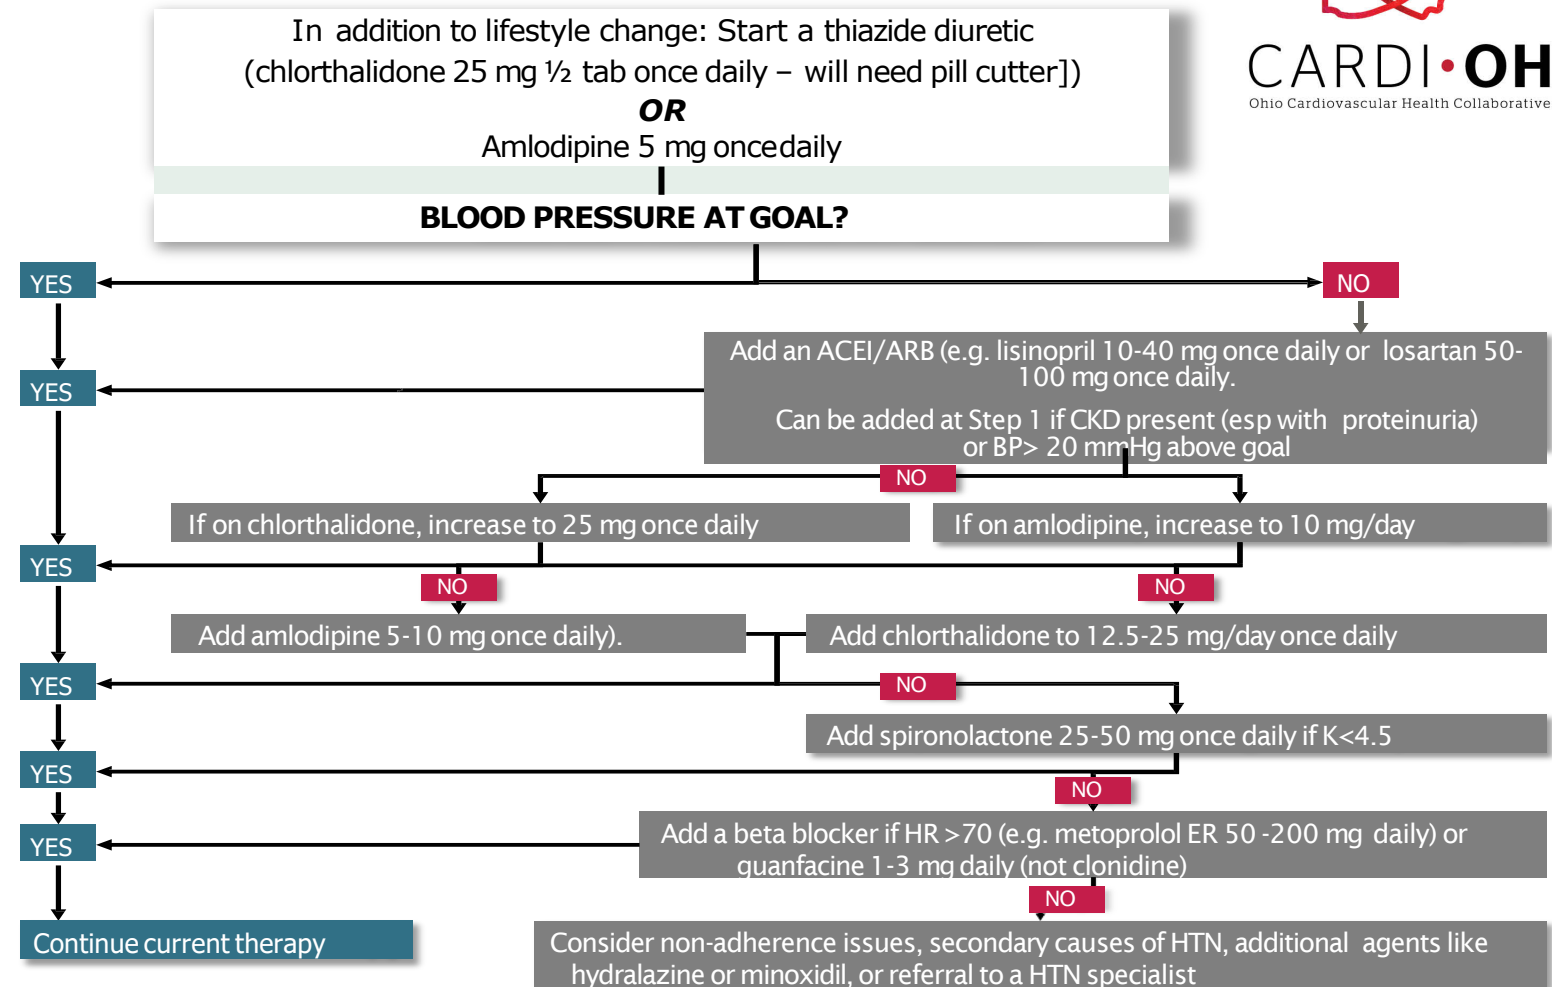 In addition to lifestyle change: Start a thiazide diuretic
(chlorthalidone 25 mg ½ tab once daily – will need pill cutter])
OR
Amlodipine 5 mg oncedaily
CARDI•OH
Ohio Cardiovascular Health Collaborative
BLOOD PRESSURE AT GOAL?
YES
NO
Add an ACEI/ARB (e.g. lisinopril 10-40 mg once daily or losartan 50-
100 mg once daily.
Can be added at Step 1 if CKD present (esp with proteinuria)
or BP> 20 mmHg above goal
YES
NO
If on chlorthalidone, increase to 25 mg once daily
If on amlodipine, increase to 10 mg/day
YES
NO
NO
Add amlodipine 5-10 mg once daily).
Add chlorthalidone to 12.5-25 mg/day once daily
YES
NO
Add spironolactone 25-50 mg once daily if K<4.5
YES
NO
Add a beta blocker if HR >70 (e.g. metoprolol ER 50 -200 mg daily) or
guanfacine 1-3 mg daily (not clonidine)
YES
NO
Continue current therapy
Consider non-adherence issues, secondary causes of HTN, additional agents like
hydralazine or minoxidil, or referral to a HTN specialist